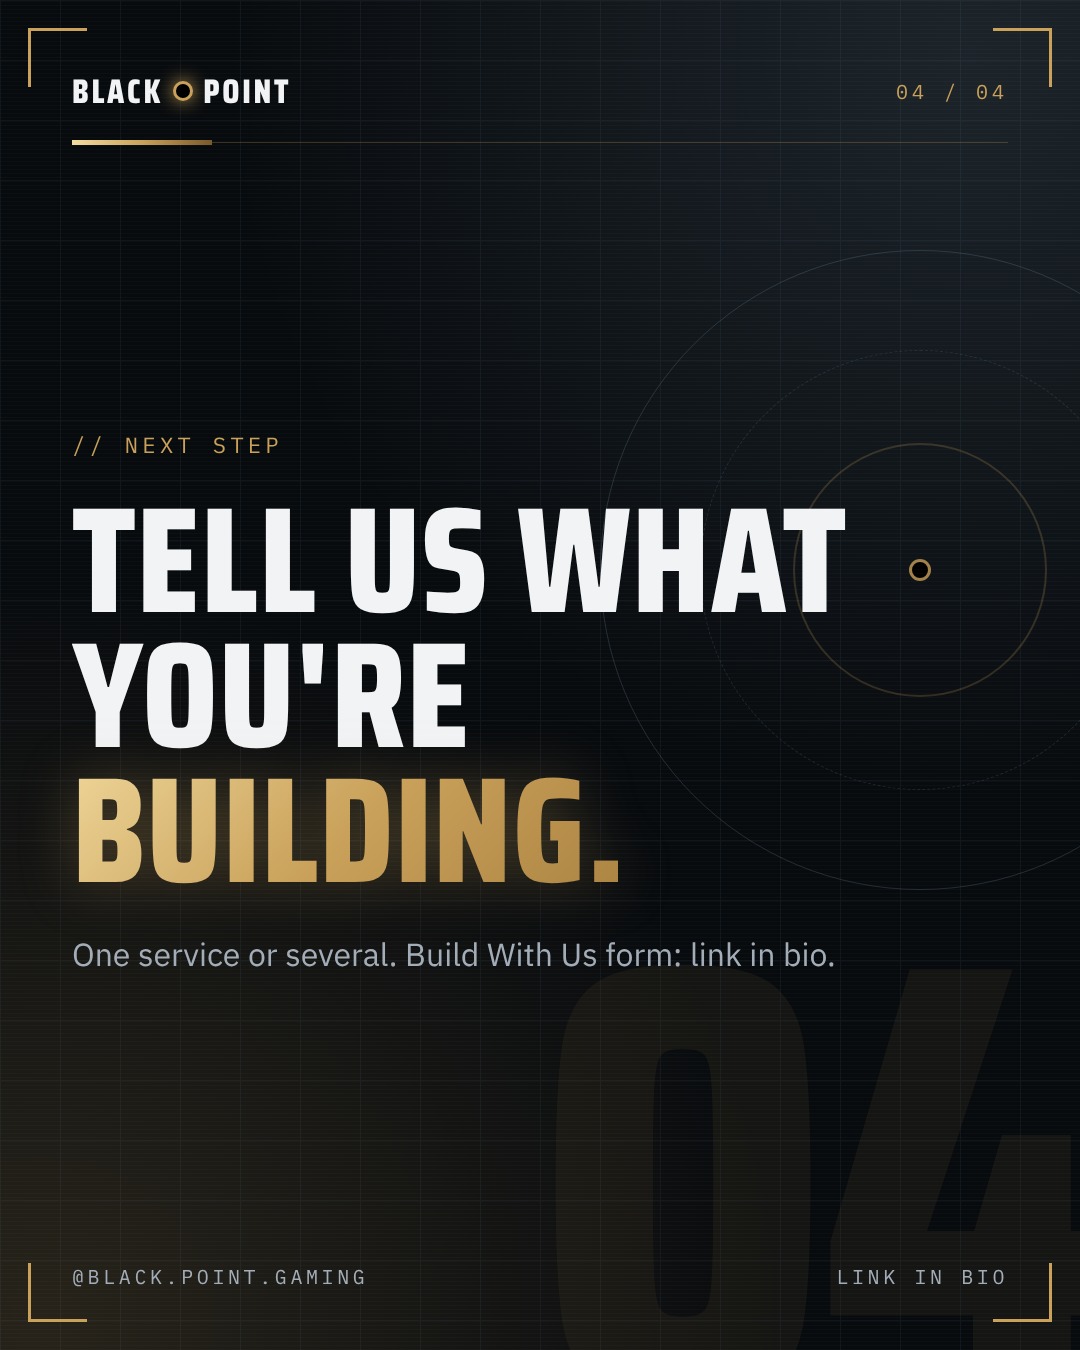 BLACK POINT
04 / 04
// NEXT STEP
TELL US WHAT
YOU'RE
BUILDING.
One service or several. Build With Us form: link in bio.
04
@BLACK.POINT.GAMING
LINK IN BIO